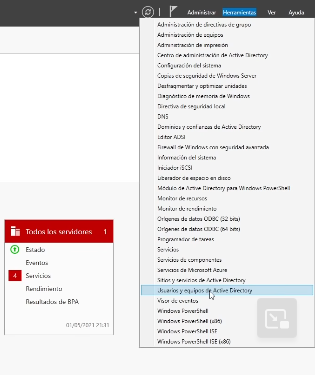 Administrar Herramientas Ver Ayuda
Administración de directivas de grupo
Administración de equipos
Administración de impresión
Centro de administración de Active Directory
Configuración del sistema
Copias de seguridad de Windows Server
Desfragmentar y optimizar unidades
Diagnóstico de memoria de Windows
Directiva de seguridad local
DNS
Dominios y confianzas de Active Directory
Editor ADSI
Firewall de Windows con seguridad avanzada
Información del sistema
Iniciador iSCSI
Liberador de espacio en disco
Módulo de Active Directory para Windows PowerShell
Monitor de recursos
Monitor de rendimiento
Orígenes de datos ODBC (32 bits)
Orígenes de datos ODBC (64 bits)
Programador de tareas
Servicios
Servicios de componentes
Servicios de Microsoft Azure
Sitios y servicios de Active Directory
Usuarios y equipos de Active Directory
Visor de eventos
Windows PowerShell
Windows PowerShell (x86)
Windows PowerShell ISE
Windows PowerShell ISE (x86)
Todos los servidores 1
Estado
Eventos
4 Servicios
Rendimiento
Resultados de BPA